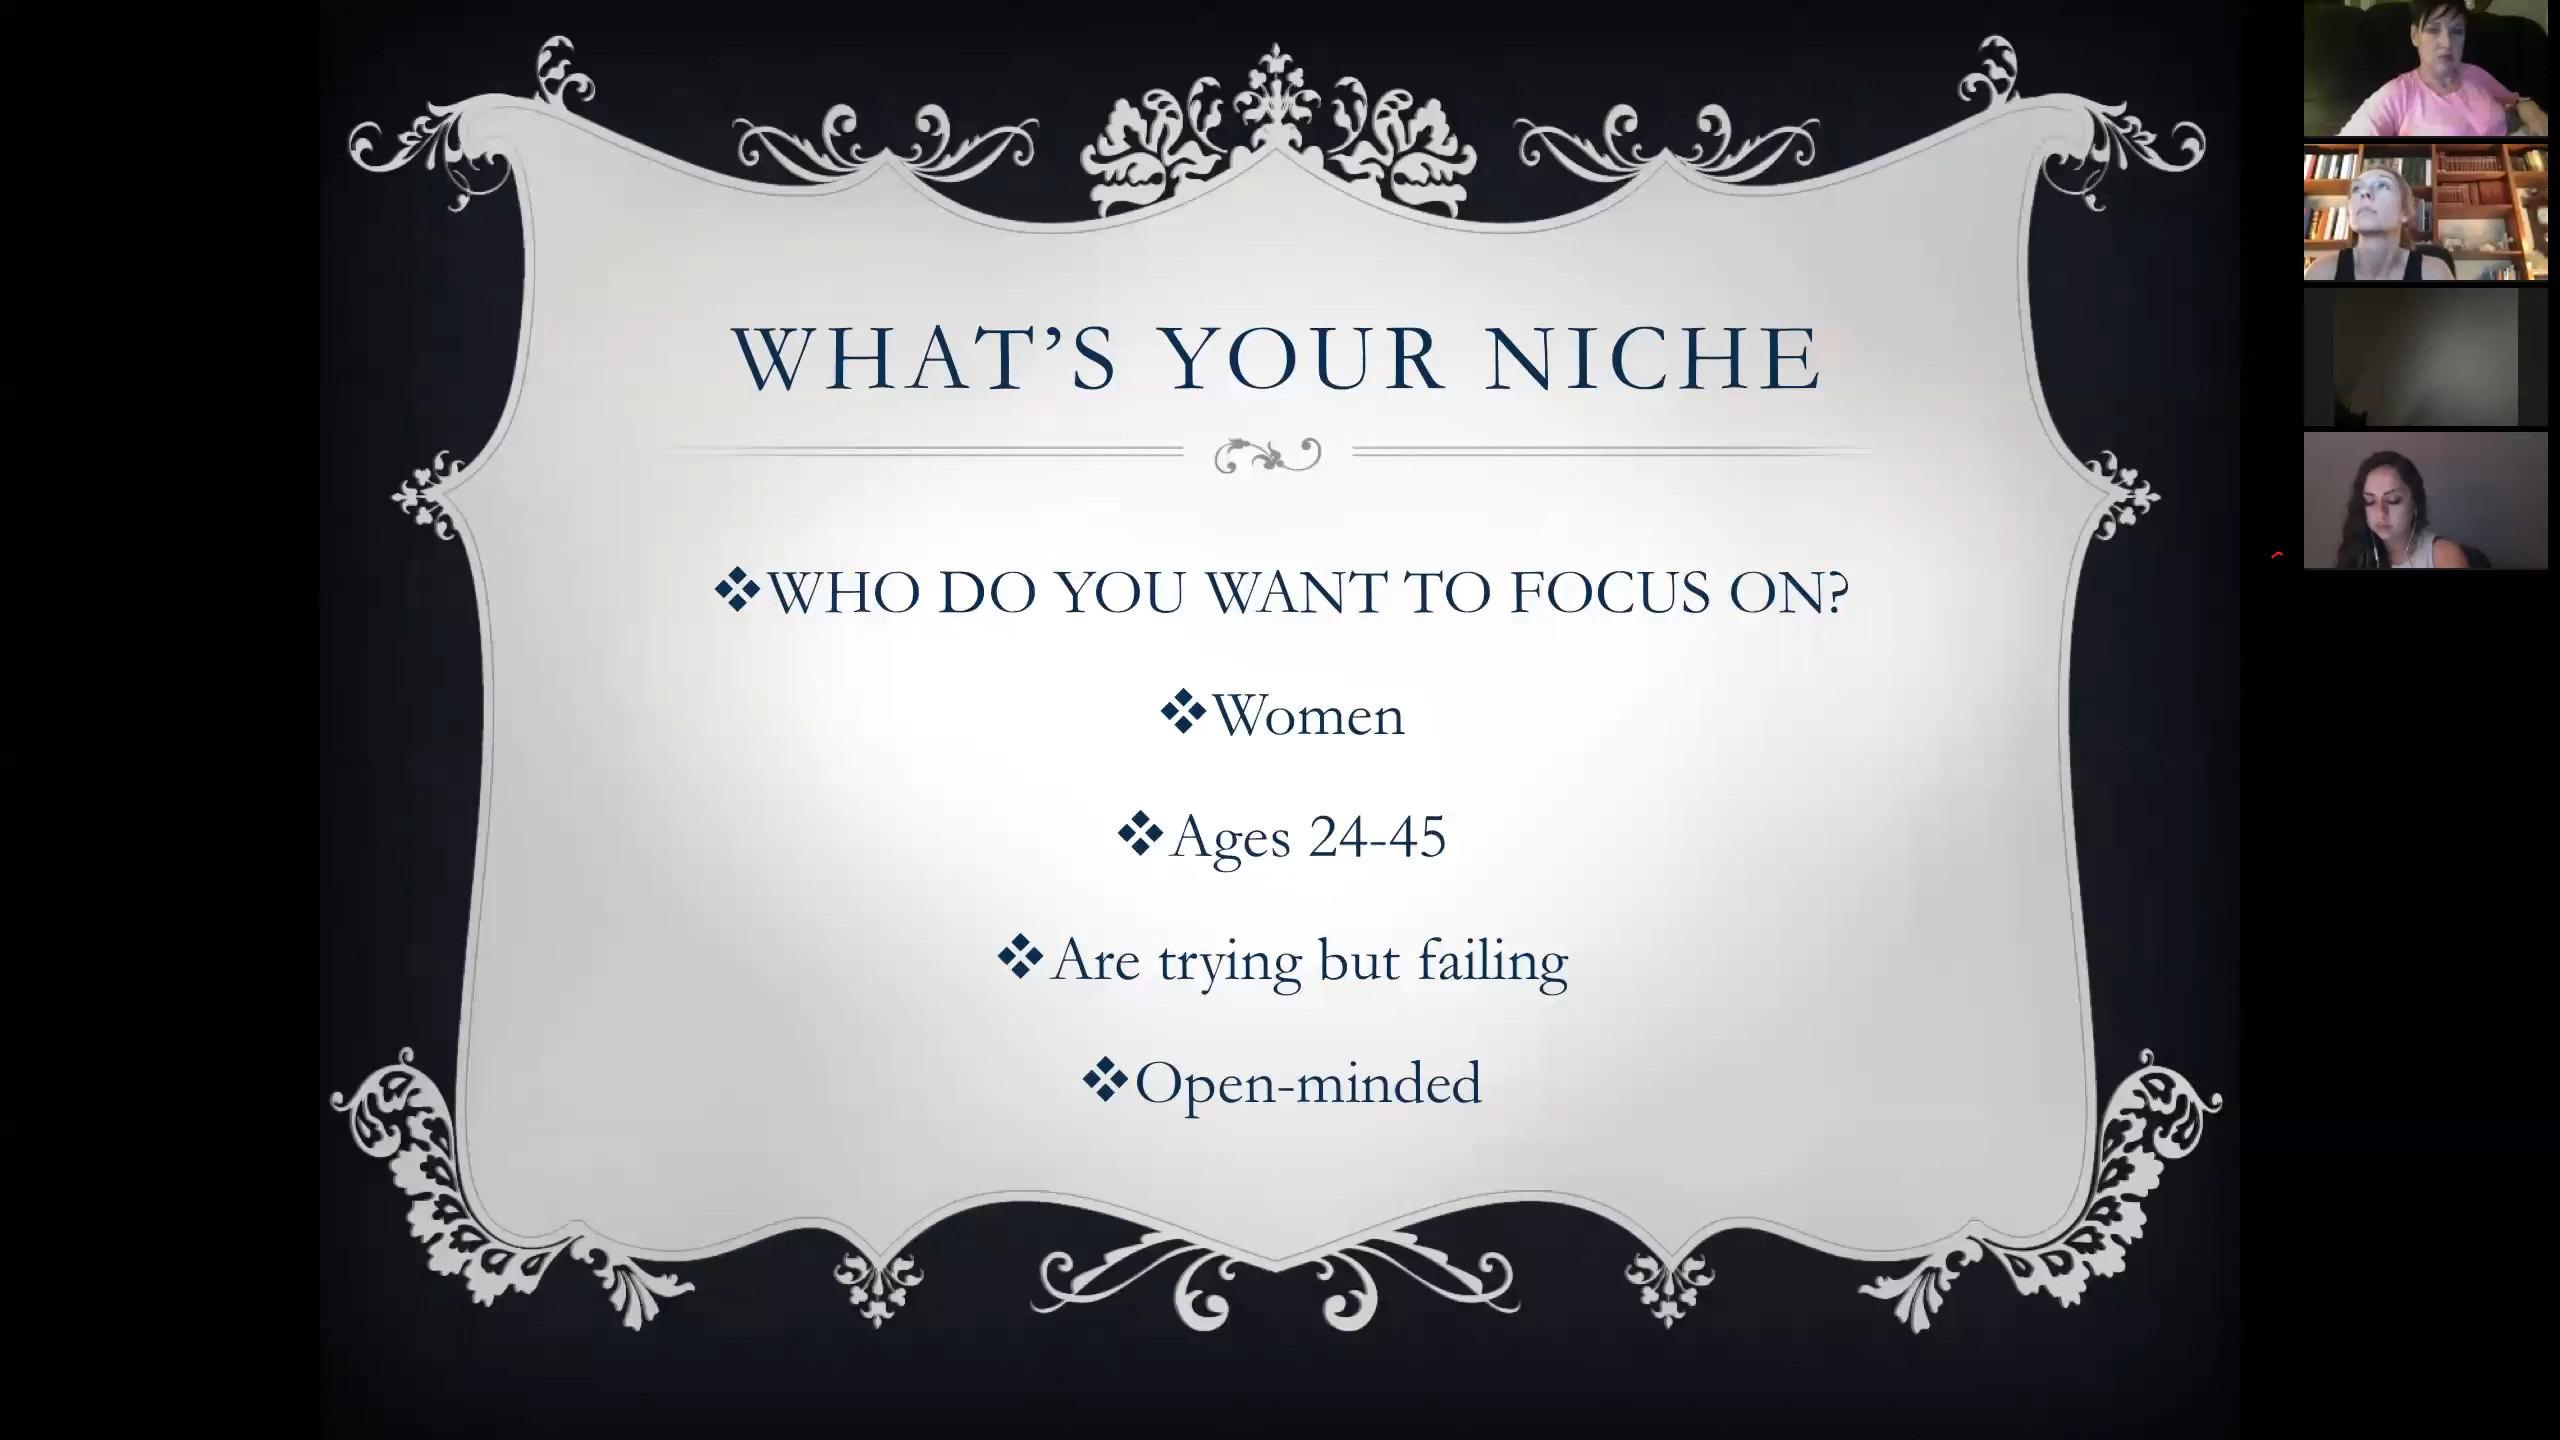 WHAT'S YOUR NICHE
❖WHO DO YOU WANT TO FOCUS ON?
❖Women
❖Ages 24-45
❖Are trying but failing
❖Open-minded